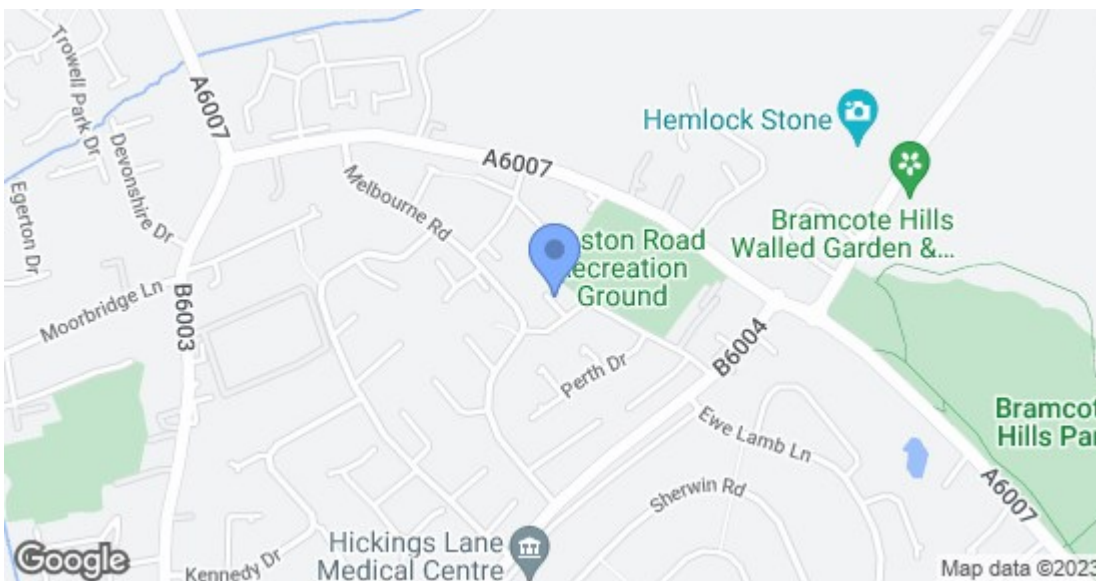 Trowell Park Dr
A6007
Devonshire Dr
Egerton Dr
Hemlock Stone
A6007
Melbourne Rd
Bramcote Hills
Walled Garden &...
Road
Ground
Moorbridge Ln
B6003
B6004
Perth Dr
Ewe Lamb Ln
Hills
Sherwin Rd
A6007
Hickings Lane
Medical Centre
Kennedy Dr
Google
Map data ©2023